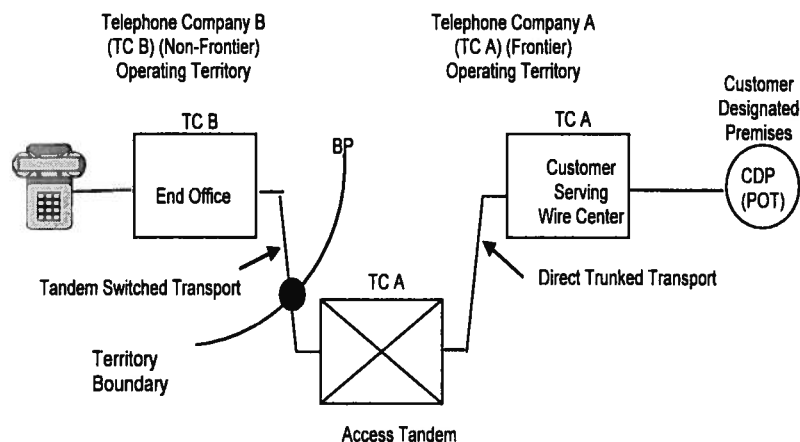 Telephone Company B
(TC B) (Non-Frontier)
Operating Territory
Telephone Company A
(TC A) (Frontier)
Operating Territory
Customer
Designated
Premises
TC B
BP
TC A
End Office
Customer
Serving
Wire Center
CDP
(POT)
Tandem Switched Transport
TC A
Direct Trunked Transport
Territory
Boundary
Access Tandem